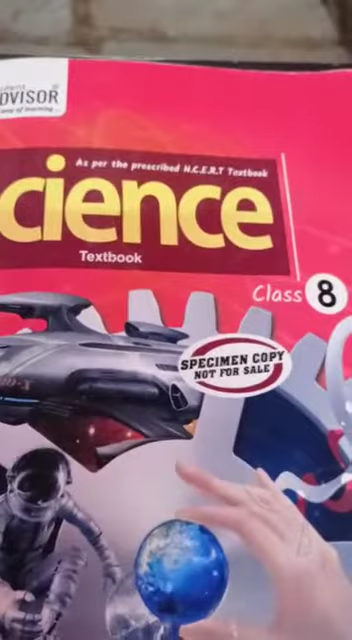 DVISOR
As per the prescribed N.C.E.R.T Textbook
cience
Textbook
Class 8
SPECIMEN COPY
NOT FOR SALE